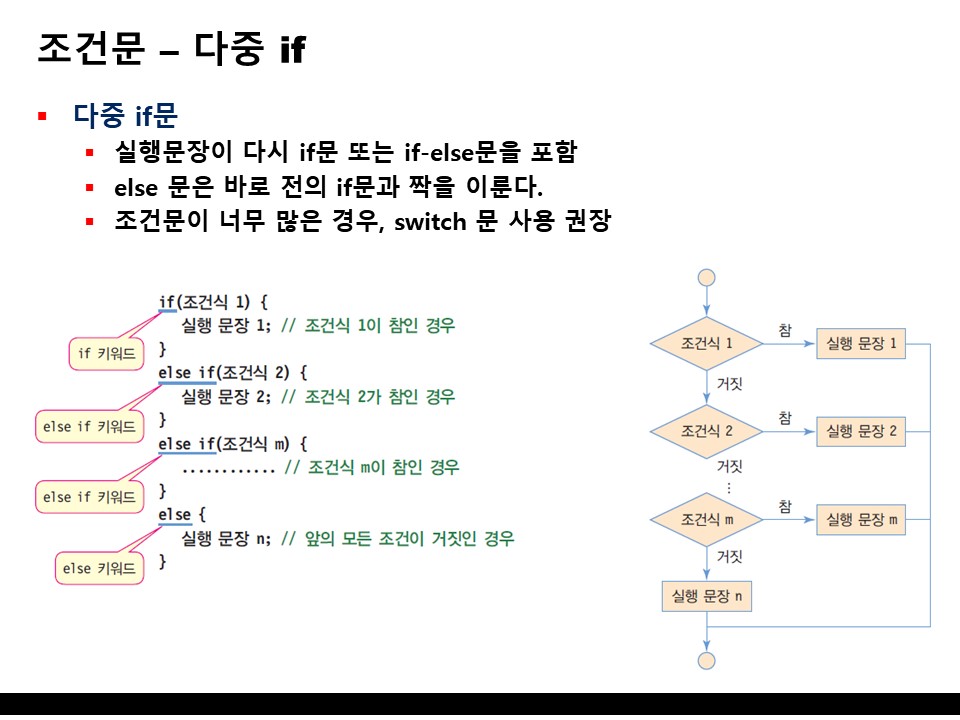 조건문 – 다중 if
다중 if문
실행문장이 다시 if문 또는 if-else문을 포함
else 문은 바로 전의 if문과 짝을 이룬다.
조건문이 너무 많은 경우, switch 문 사용 권장
if(조건식 1) {
실행 문장 1; // 조건식 1이 참인 경우
}
else if(조건식 2) {
실행 문장 2; // 조건식 2가 참인 경우
}
else if(조건식 m) {
............ // 조건식 m이 참인 경우
}
else {
실행 문장 n; // 앞의 모든 조건이 거짓인 경우
}
if 키워드
else if 키워드
else if 키워드
else 키워드
조건식 1
참
실행 문장 1
거짓
조건식 2
참
실행 문장 2
거짓
⋮
조건식 m
참
실행 문장 m
거짓
실행 문장 n